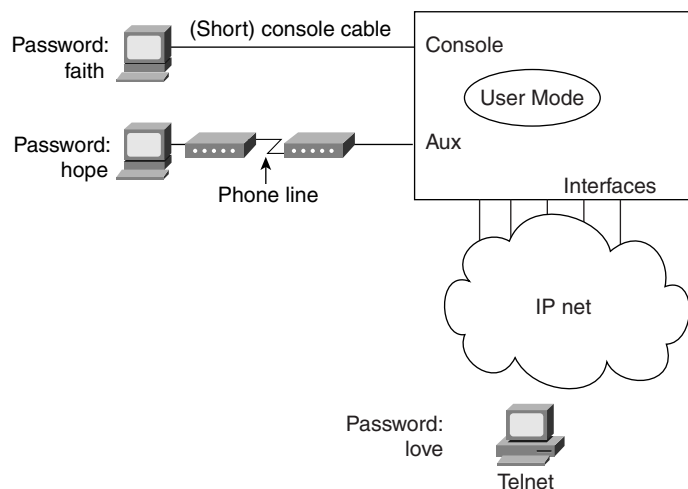 Password:
faith
(Short) console cable
Console
User Mode
Password:
hope
Phone line
Aux
Interfaces
IP net
Password:
love
Telnet